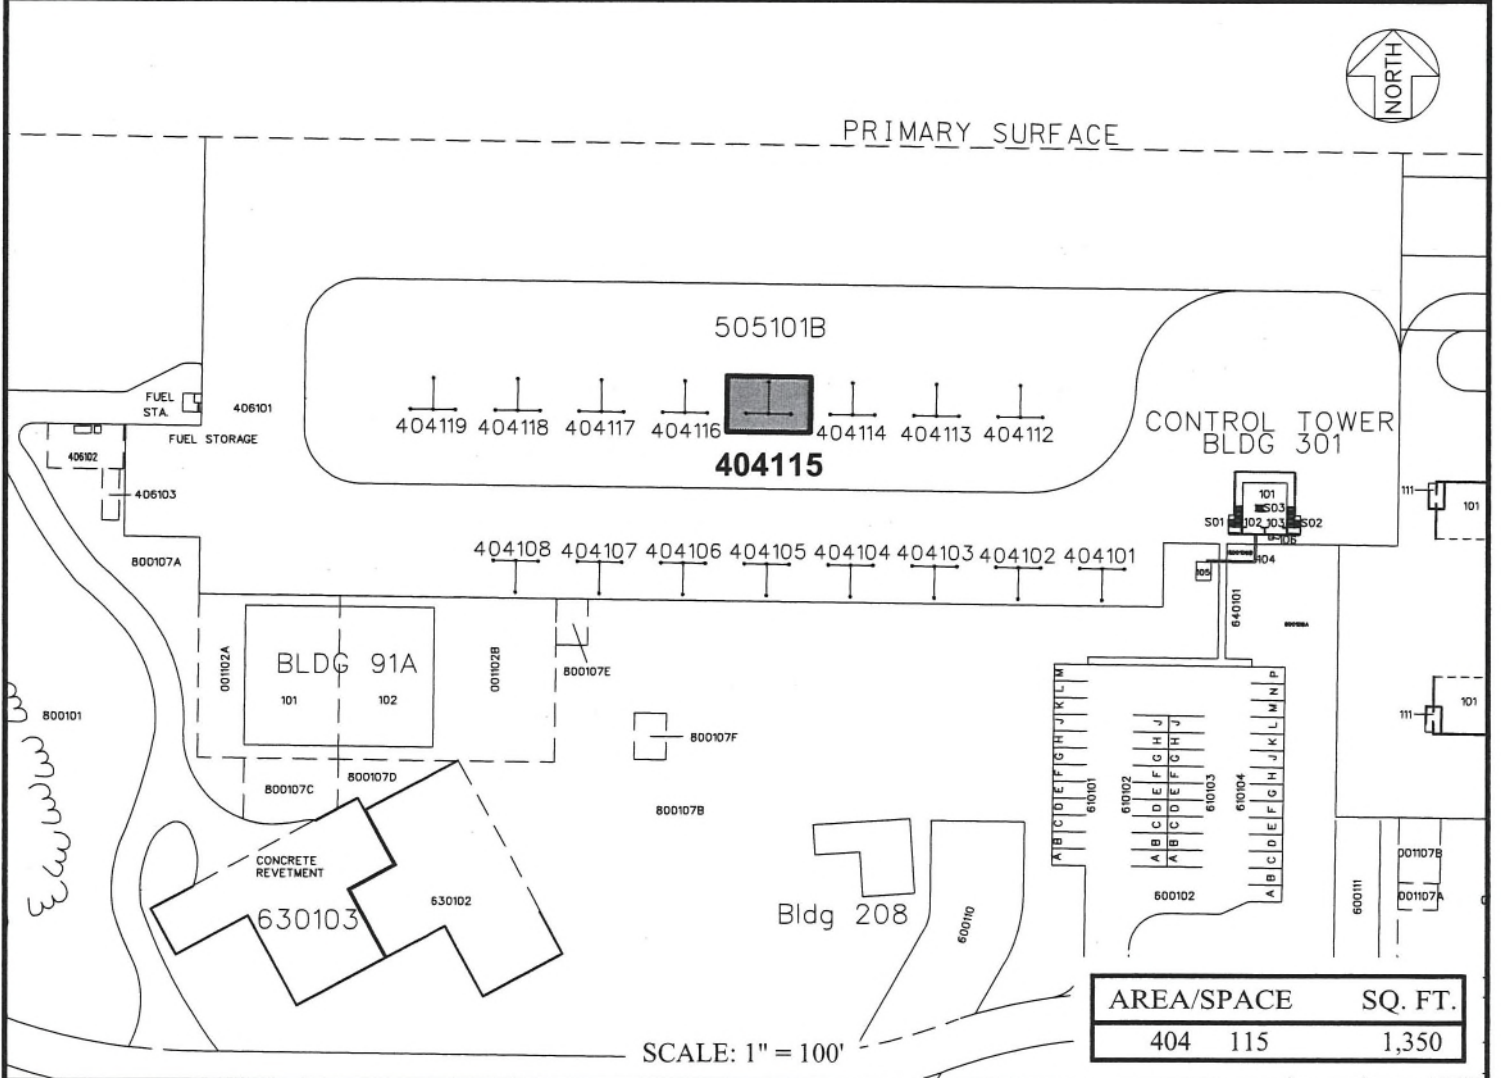 NORTH
PRIMARY SURFACE
505101B
404119 404118 404117 404116 404114 404113 404112
404115
CONTROL TOWER
BLDG 301
FUEL
STA.
406101
FUEL STORAGE
406102
406103
101
S03
S01 102 103 S02
106
104
105
111
101
800107A
404108 404107 404106 404105 404104 404103 404102 404101
640101
001102A
BLDG 91A
101 102
001102B
800107E
800101
800107F
111
101
800107C
800107D
800107B
M
L
K
J
H
G
F
E
D
C
B
A
610101
610102
J
H
G
F
E
D
C
B
A
J
H
G
F
E
D
C
B
A
610103
610104
P
N
M
L
K
J
H
G
F
E
D
C
B
A
CONCRETE
REVETMENT
630103
630102
Bldg 208
600110
600102
600111
001107B
001107A
AREA/SPACE SQ. FT.
404 115 1,350
SCALE: 1" = 100'